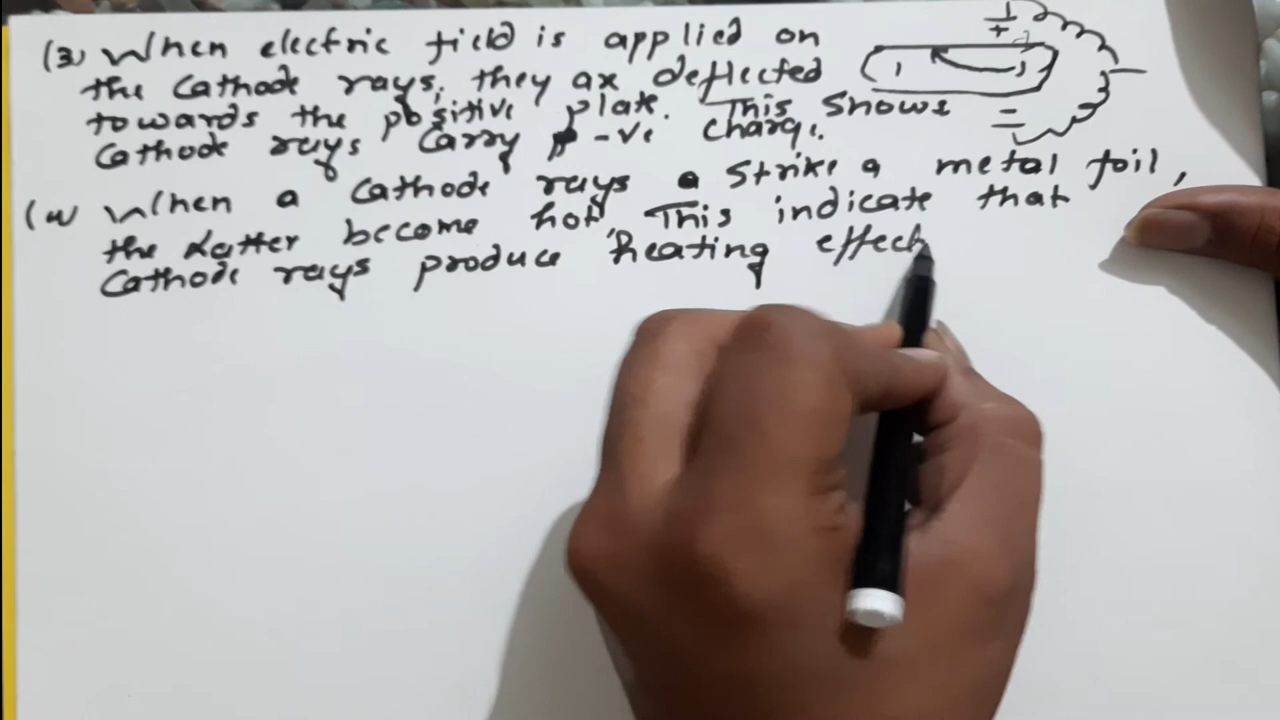 (3) When electric field is applied on
the cathode rays, they ax deflected
towards the positive plate. This shows
cathode rays carry -ve charge.
(4) When a cathode rays a strike a metal foil,
the Latter become hot, This indicate that
Cathode rays produce heating effect
+